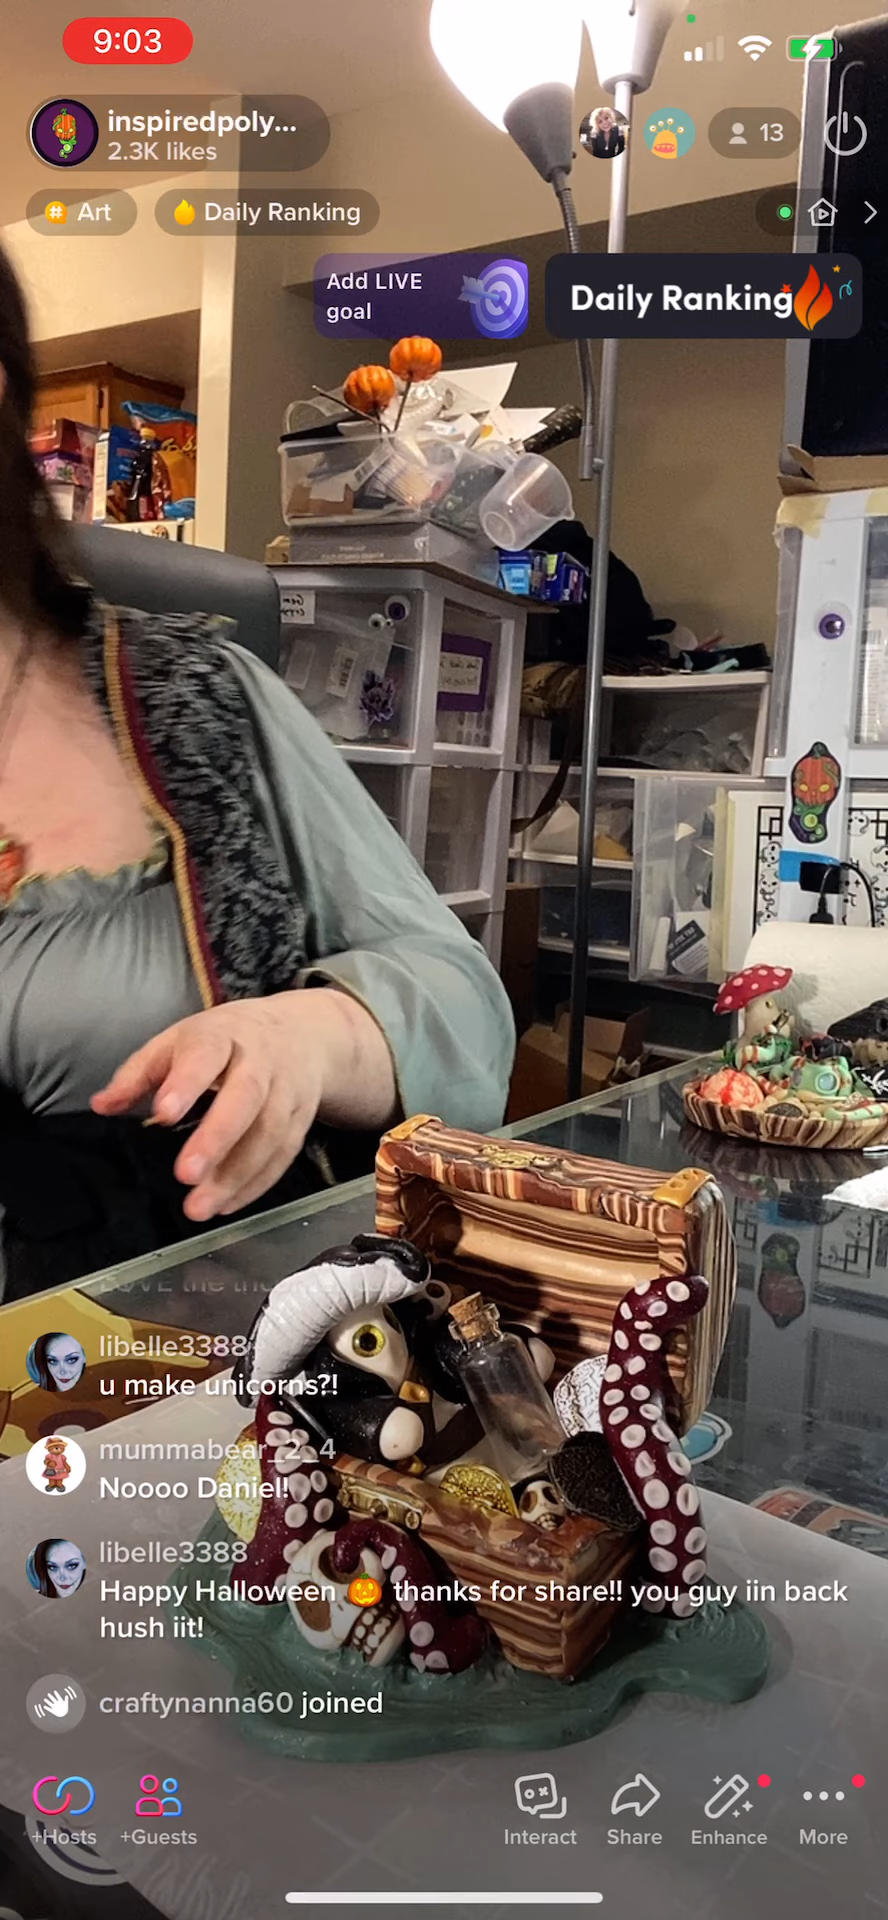 9:03
inspiredpoly...
2.3K likes
13
Art
Daily Ranking
Add LIVE
goal
Daily Ranking
libelle3388
u make unicorns?!
mummabear_2_4
Noooo Daniel!
libelle3388
Happy Halloween 🎃 thanks for share!! you guy iin back
hush iit!
craftynanna60 joined
+Hosts
+Guests
Interact
Share
Enhance
More